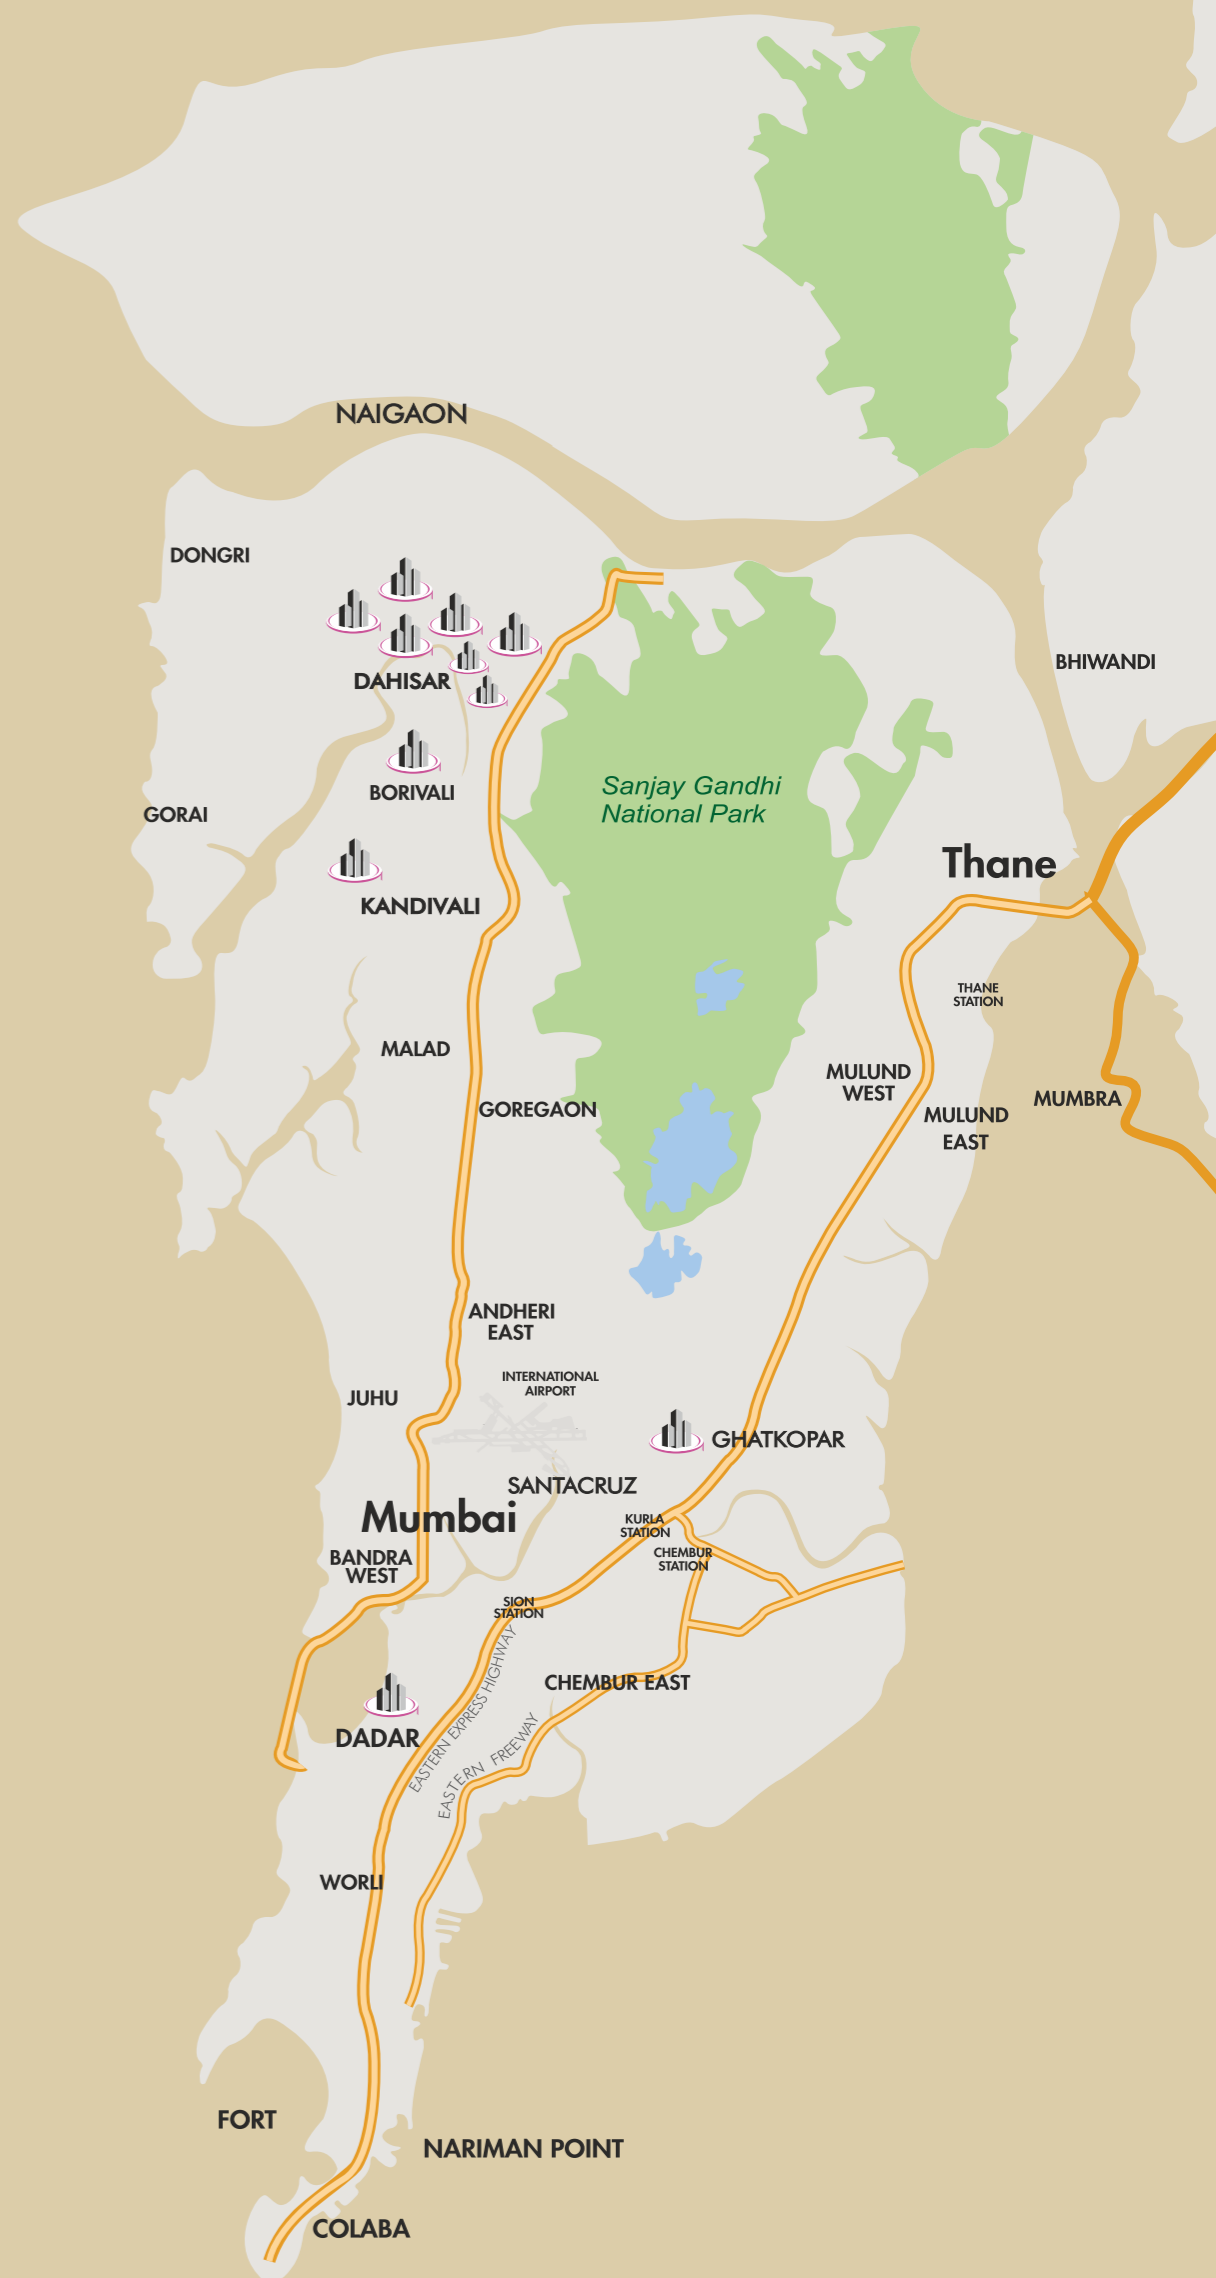 NAIGAON
DONGRI
BHIWANDI
DAHISAR
Sanjay Gandhi
National Park
BORIVALI
GORAI
Thane
KANDIVALI
THANE
STATION
MALAD
MULUND
WEST
MUMBRA
GOREGAON
MULUND
EAST
ANDHERI
EAST
INTERNATIONAL
AIRPORT
JUHU
GHATKOPAR
SANTACRUZ
Mumbai
KURLA
STATION
CHEMBUR
STATION
BANDRA
WEST
SION
STATION
EASTERN EXPRESS HIGHWAY
CHEMBUR EAST
EASTERN FREEWAY
DADAR
WORLI
FORT
NARIMAN POINT
COLABA